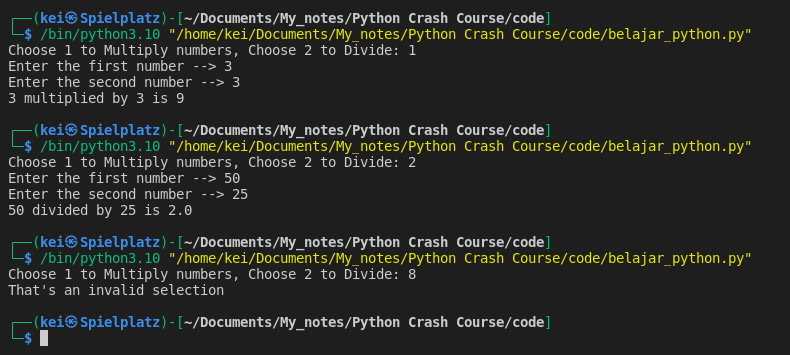 ┌──(kei㉿Spielplatz)-[~/Documents/My_notes/Python Crash Course/code]
└─$ /bin/python3.10 "/home/kei/Documents/My_notes/Python Crash Course/code/belajar_python.py"
Choose 1 to Multiply numbers, Choose 2 to Divide: 1
Enter the first number --> 3
Enter the second number --> 3
3 multiplied by 3 is 9
┌──(kei㉿Spielplatz)-[~/Documents/My_notes/Python Crash Course/code]
└─$ /bin/python3.10 "/home/kei/Documents/My_notes/Python Crash Course/code/belajar_python.py"
Choose 1 to Multiply numbers, Choose 2 to Divide: 2
Enter the first number --> 50
Enter the second number --> 25
50 divided by 25 is 2.0
┌──(kei㉿Spielplatz)-[~/Documents/My_notes/Python Crash Course/code]
└─$ /bin/python3.10 "/home/kei/Documents/My_notes/Python Crash Course/code/belajar_python.py"
Choose 1 to Multiply numbers, Choose 2 to Divide: 8
That's an invalid selection
┌──(kei㉿Spielplatz)-[~/Documents/My_notes/Python Crash Course/code]
└─$